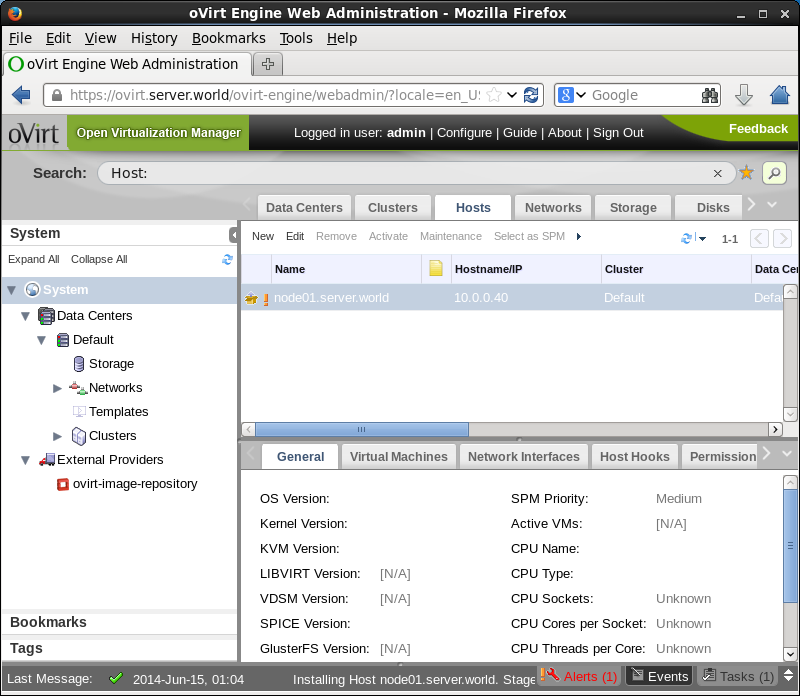 oVirt Engine Web Administration - Mozilla Firefox
File Edit View History Bookmarks Tools Help
oVirt Engine Web Administration
https://ovirt.server.world/ovirt-engine/webadmin/?locale=en_US
8 Google
oVirt Open Virtualization Manager Logged in user: admin | Configure | Guide | About | Sign Out Feedback
Search: Host:
Data Centers Clusters Hosts Networks Storage Disks
System
New Edit Remove Activate Maintenance Select as SPM 1-1
Expand All Collapse All
Name Hostname/IP Cluster Data Cen
System
node01.server.world 10.0.0.40 Default Defau
Data Centers
Default
Storage
Networks
Templates
Clusters
External Providers
ovirt-image-repository
General Virtual Machines Network Interfaces Host Hooks Permission
OS Version: SPM Priority: Medium
Kernel Version: Active VMs: [N/A]
KVM Version: CPU Name:
LIBVIRT Version: [N/A] CPU Type:
VDSM Version: [N/A] CPU Sockets: Unknown
SPICE Version: CPU Cores per Socket: Unknown
GlusterFS Version: [N/A] CPU Threads per Core: Unknown
Bookmarks
Tags
Last Message: 2014-Jun-15, 01:04 Installing Host node01.server.world. Stage Alerts (1) Events Tasks (1)